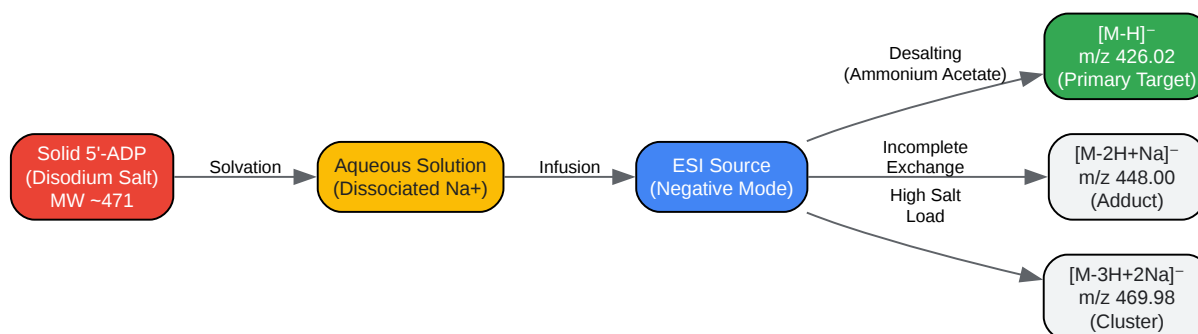 Solid 5'-ADP
(Disodium Salt)
MW ~471
Solvation
Aqueous Solution
(Dissociated Na+)
Infusion
ESI Source
(Negative Mode)
Desalting
(Ammonium Acetate)
[M-H]⁻
m/z 426.02
(Primary Target)
Incomplete
Exchange
[M-2H+Na]⁻
m/z 448.00
(Adduct)
High Salt
Load
[M-3H+2Na]⁻
m/z 469.98
(Cluster)